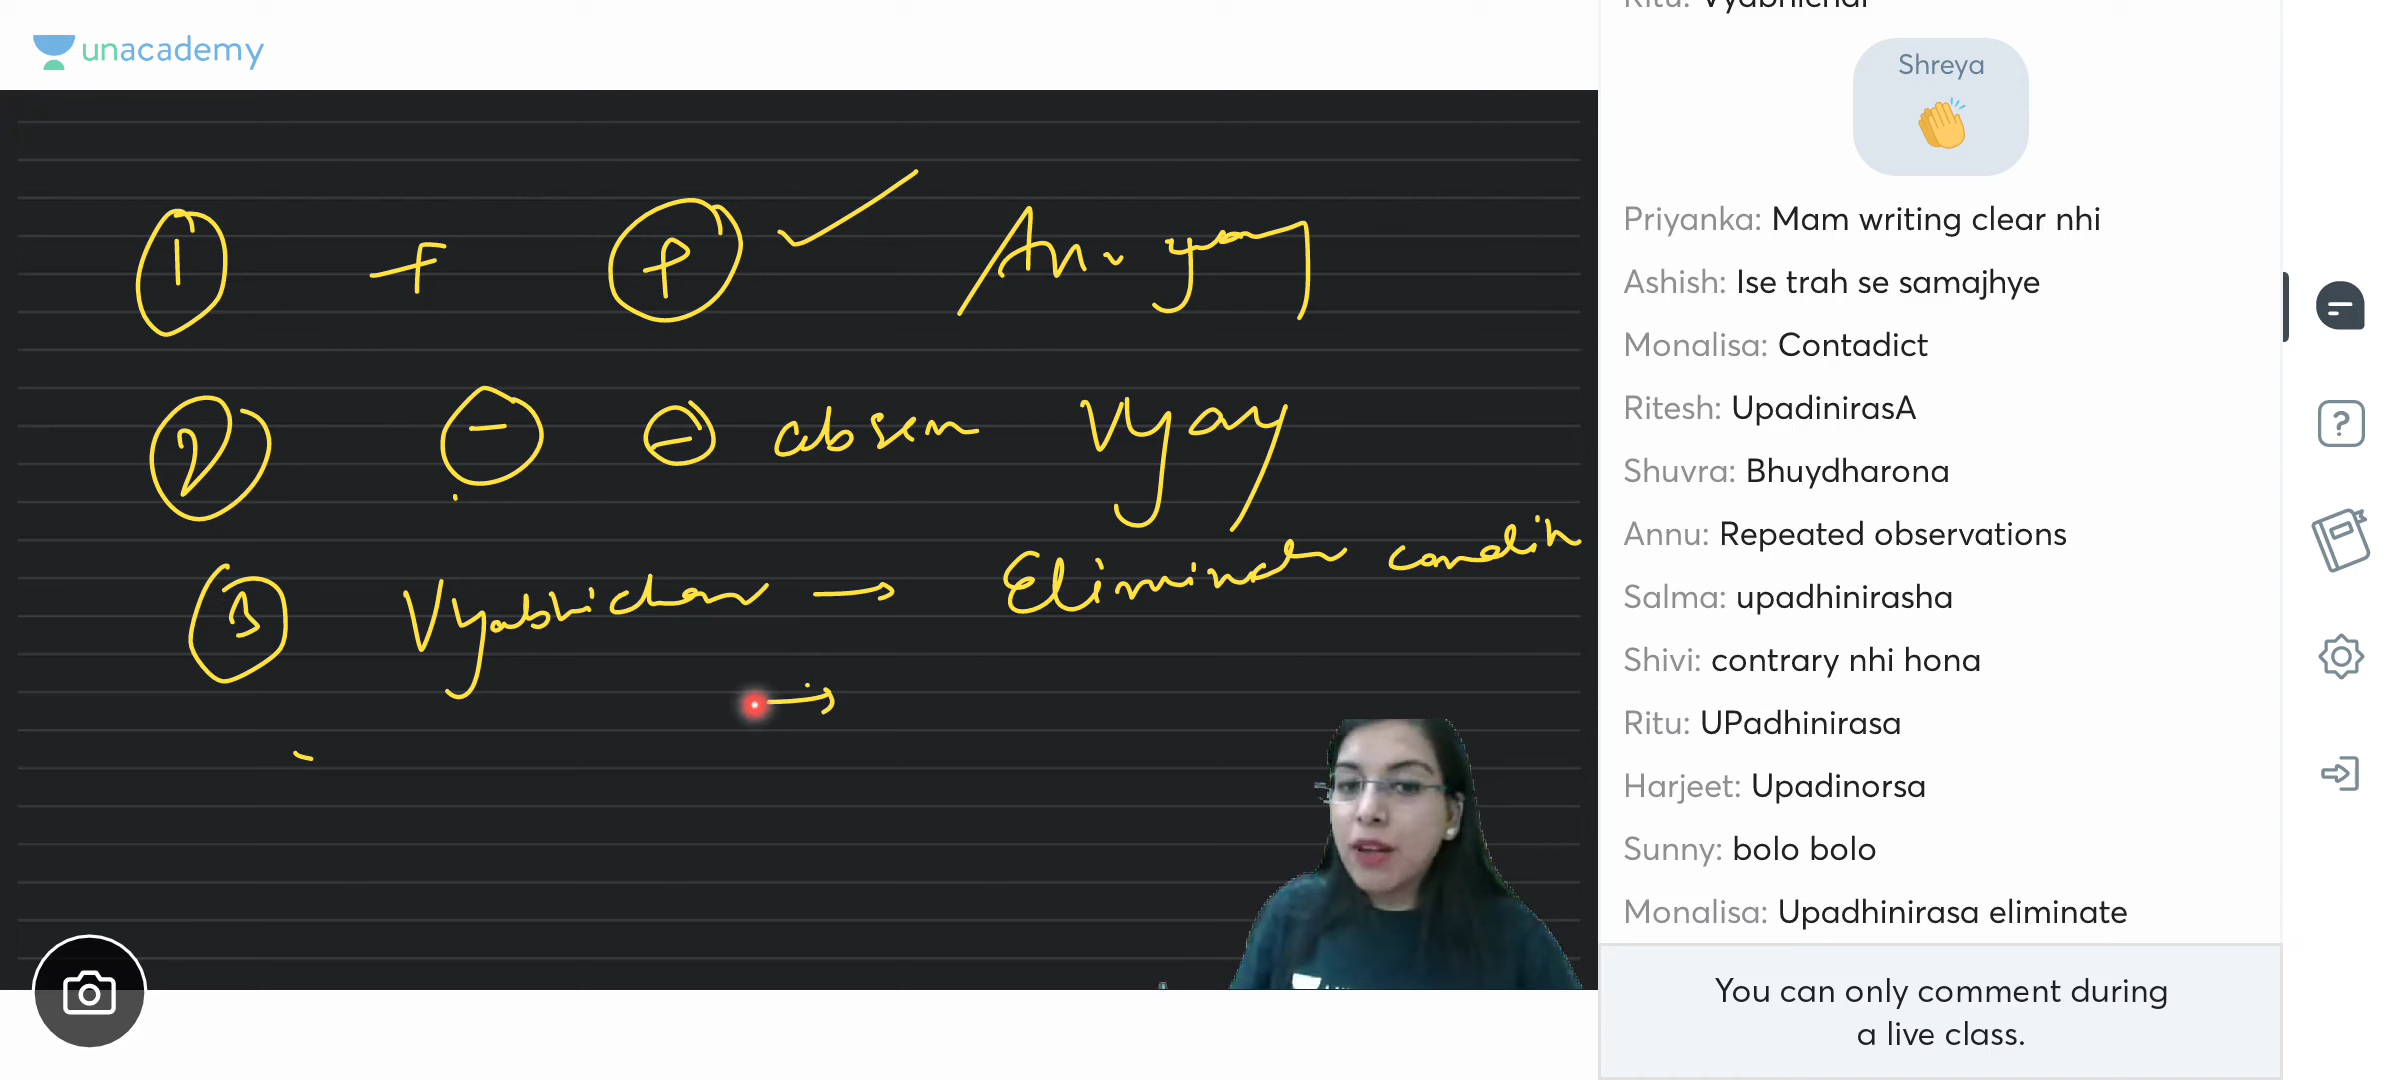 unacademy
1 + P Anvyay
2 - - absen Vyay
3 Vyabhichar → Eliminate condin
Shreya
Priyanka: Mam writing clear nhi
Ashish: Ise trah se samajhye
Monalisa: Contadict
Ritesh: UpadinirasA
Shuvra: Bhuydharona
Annu: Repeated observations
Salma: upadhinirasha
Shivi: contrary nhi hona
Ritu: UPadhinirasa
Harjeet: Upadinorsa
Sunny: bolo bolo
Monalisa: Upadhinirasa eliminate
You can only comment during
a live class.